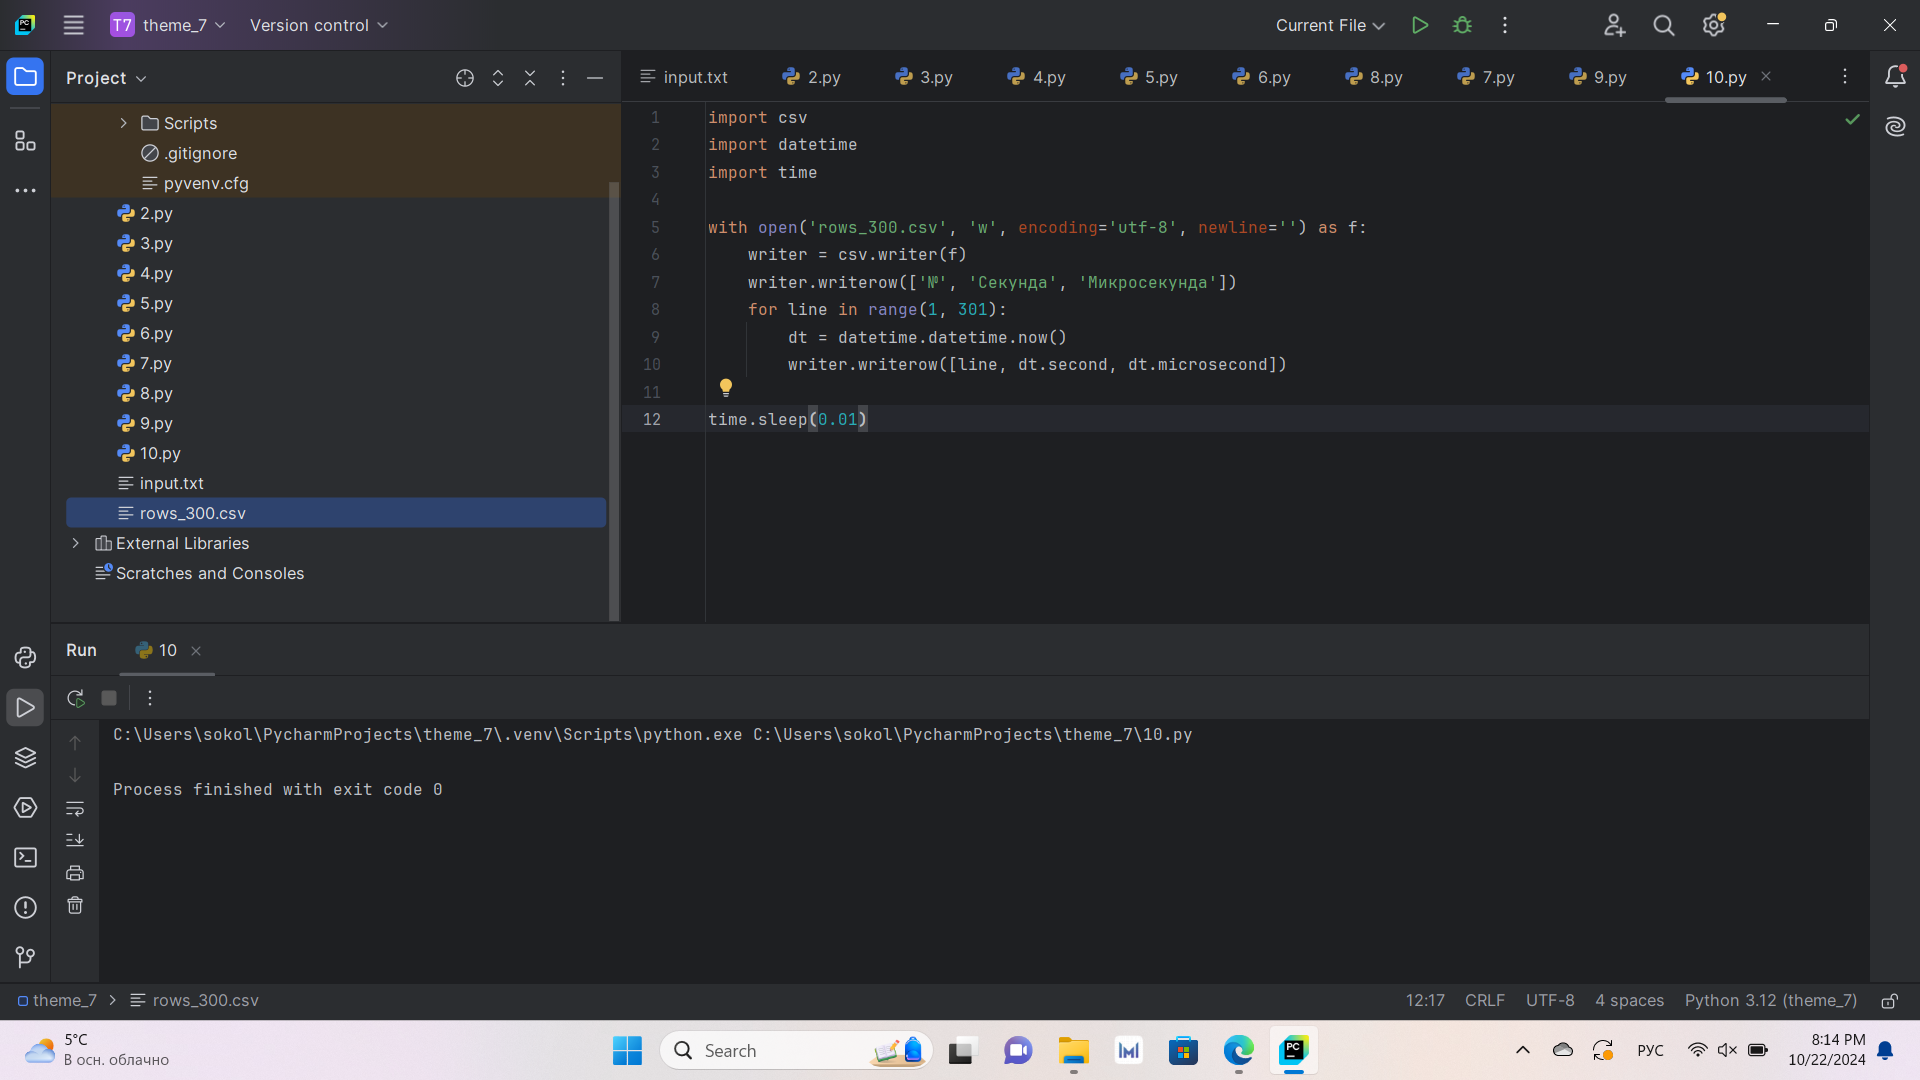 T7 theme_7 Version control Current File
Project
input.txt 2.py 3.py 4.py 5.py 6.py 8.py 7.py 9.py 10.py
Scripts
.gitignore
pyvenv.cfg
2.py
3.py
4.py
5.py
6.py
7.py
8.py
9.py
10.py
input.txt
rows_300.csv
External Libraries
Scratches and Consoles
1 import csv
2 import datetime
3 import time
4
5 with open('rows_300.csv', 'w', encoding='utf-8', newline='') as f:
6 writer = csv.writer(f)
7 writer.writerow(['№', 'Секунда', 'Микросекунда'])
8 for line in range(1, 301):
9 dt = datetime.datetime.now()
10 writer.writerow([line, dt.second, dt.microsecond])
11
12 time.sleep(0.01)
Run 10
C:\Users\sokol\PycharmProjects\theme_7\.venv\Scripts\python.exe C:\Users\sokol\PycharmProjects\theme_7\10.py
Process finished with exit code 0
theme_7 > rows_300.csv 12:17 CRLF UTF-8 4 spaces Python 3.12 (theme_7)
5°C
В осн. облачно
Search
PC
РУС
8:14 PM
10/22/2024